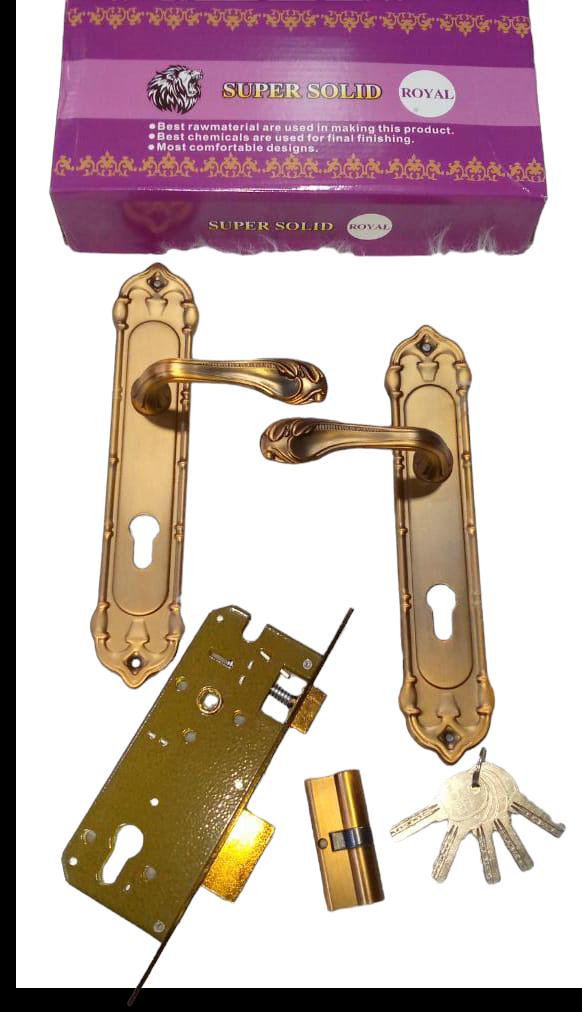 SUPER SOLID ROYAL
●Best rawmaterial are used in making this product.
●Best chemicals are used for final finishing.
●Most comfortable designs.
SUPER SOLID ROYAL